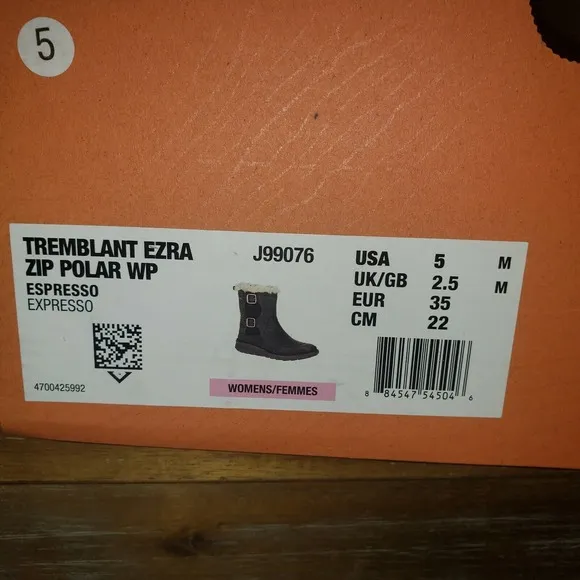 5
TREMBLANT EZRA
ZIP POLAR WP
ESPRESSO
EXPRESSO
4700425992
J99076
WOMENS/FEMMES
USA 5 M
UK/GB 2.5 M
EUR 35
CM 22
8 84547 54504 6